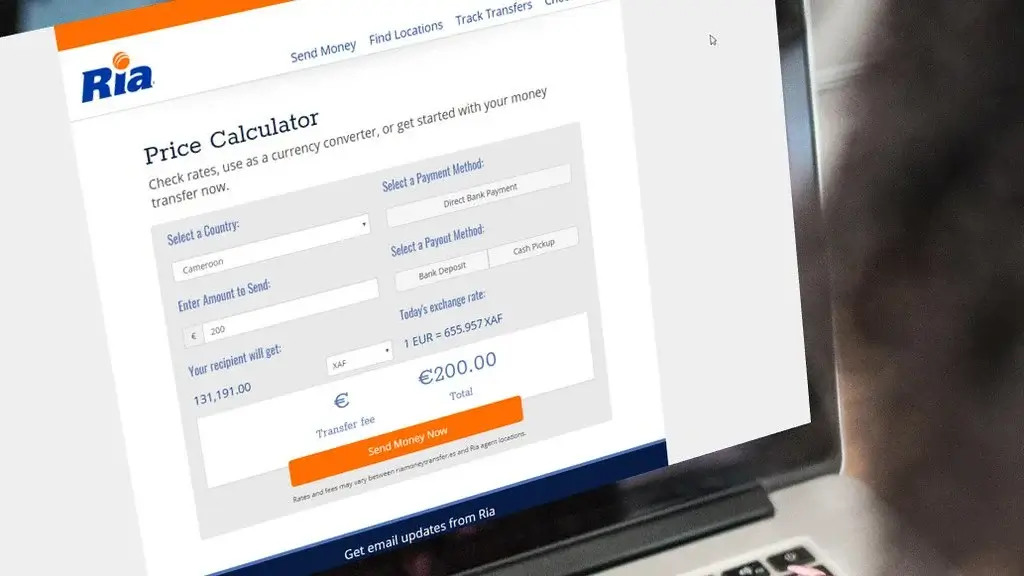 Send Money Find Locations Track Transfers
Ria
Price Calculator
Check rates, use as a currency converter, or get started with your money
transfer now.
Select a Country:
Cameroon
Select a Payment Method:
Direct Bank Payment
Enter Amount to Send:
€ 200
Select a Payout Method:
Bank Deposit Cash Pickup
Your recipient will get:
131,191.00
XAF
Today's exchange rate:
1 EUR = 655.957 XAF
€
Transfer fee
€200.00
Total
Send Money Now
Rates and fees may vary between riamoneytransfer.es and Ria agent locations.
Get email updates from Ria